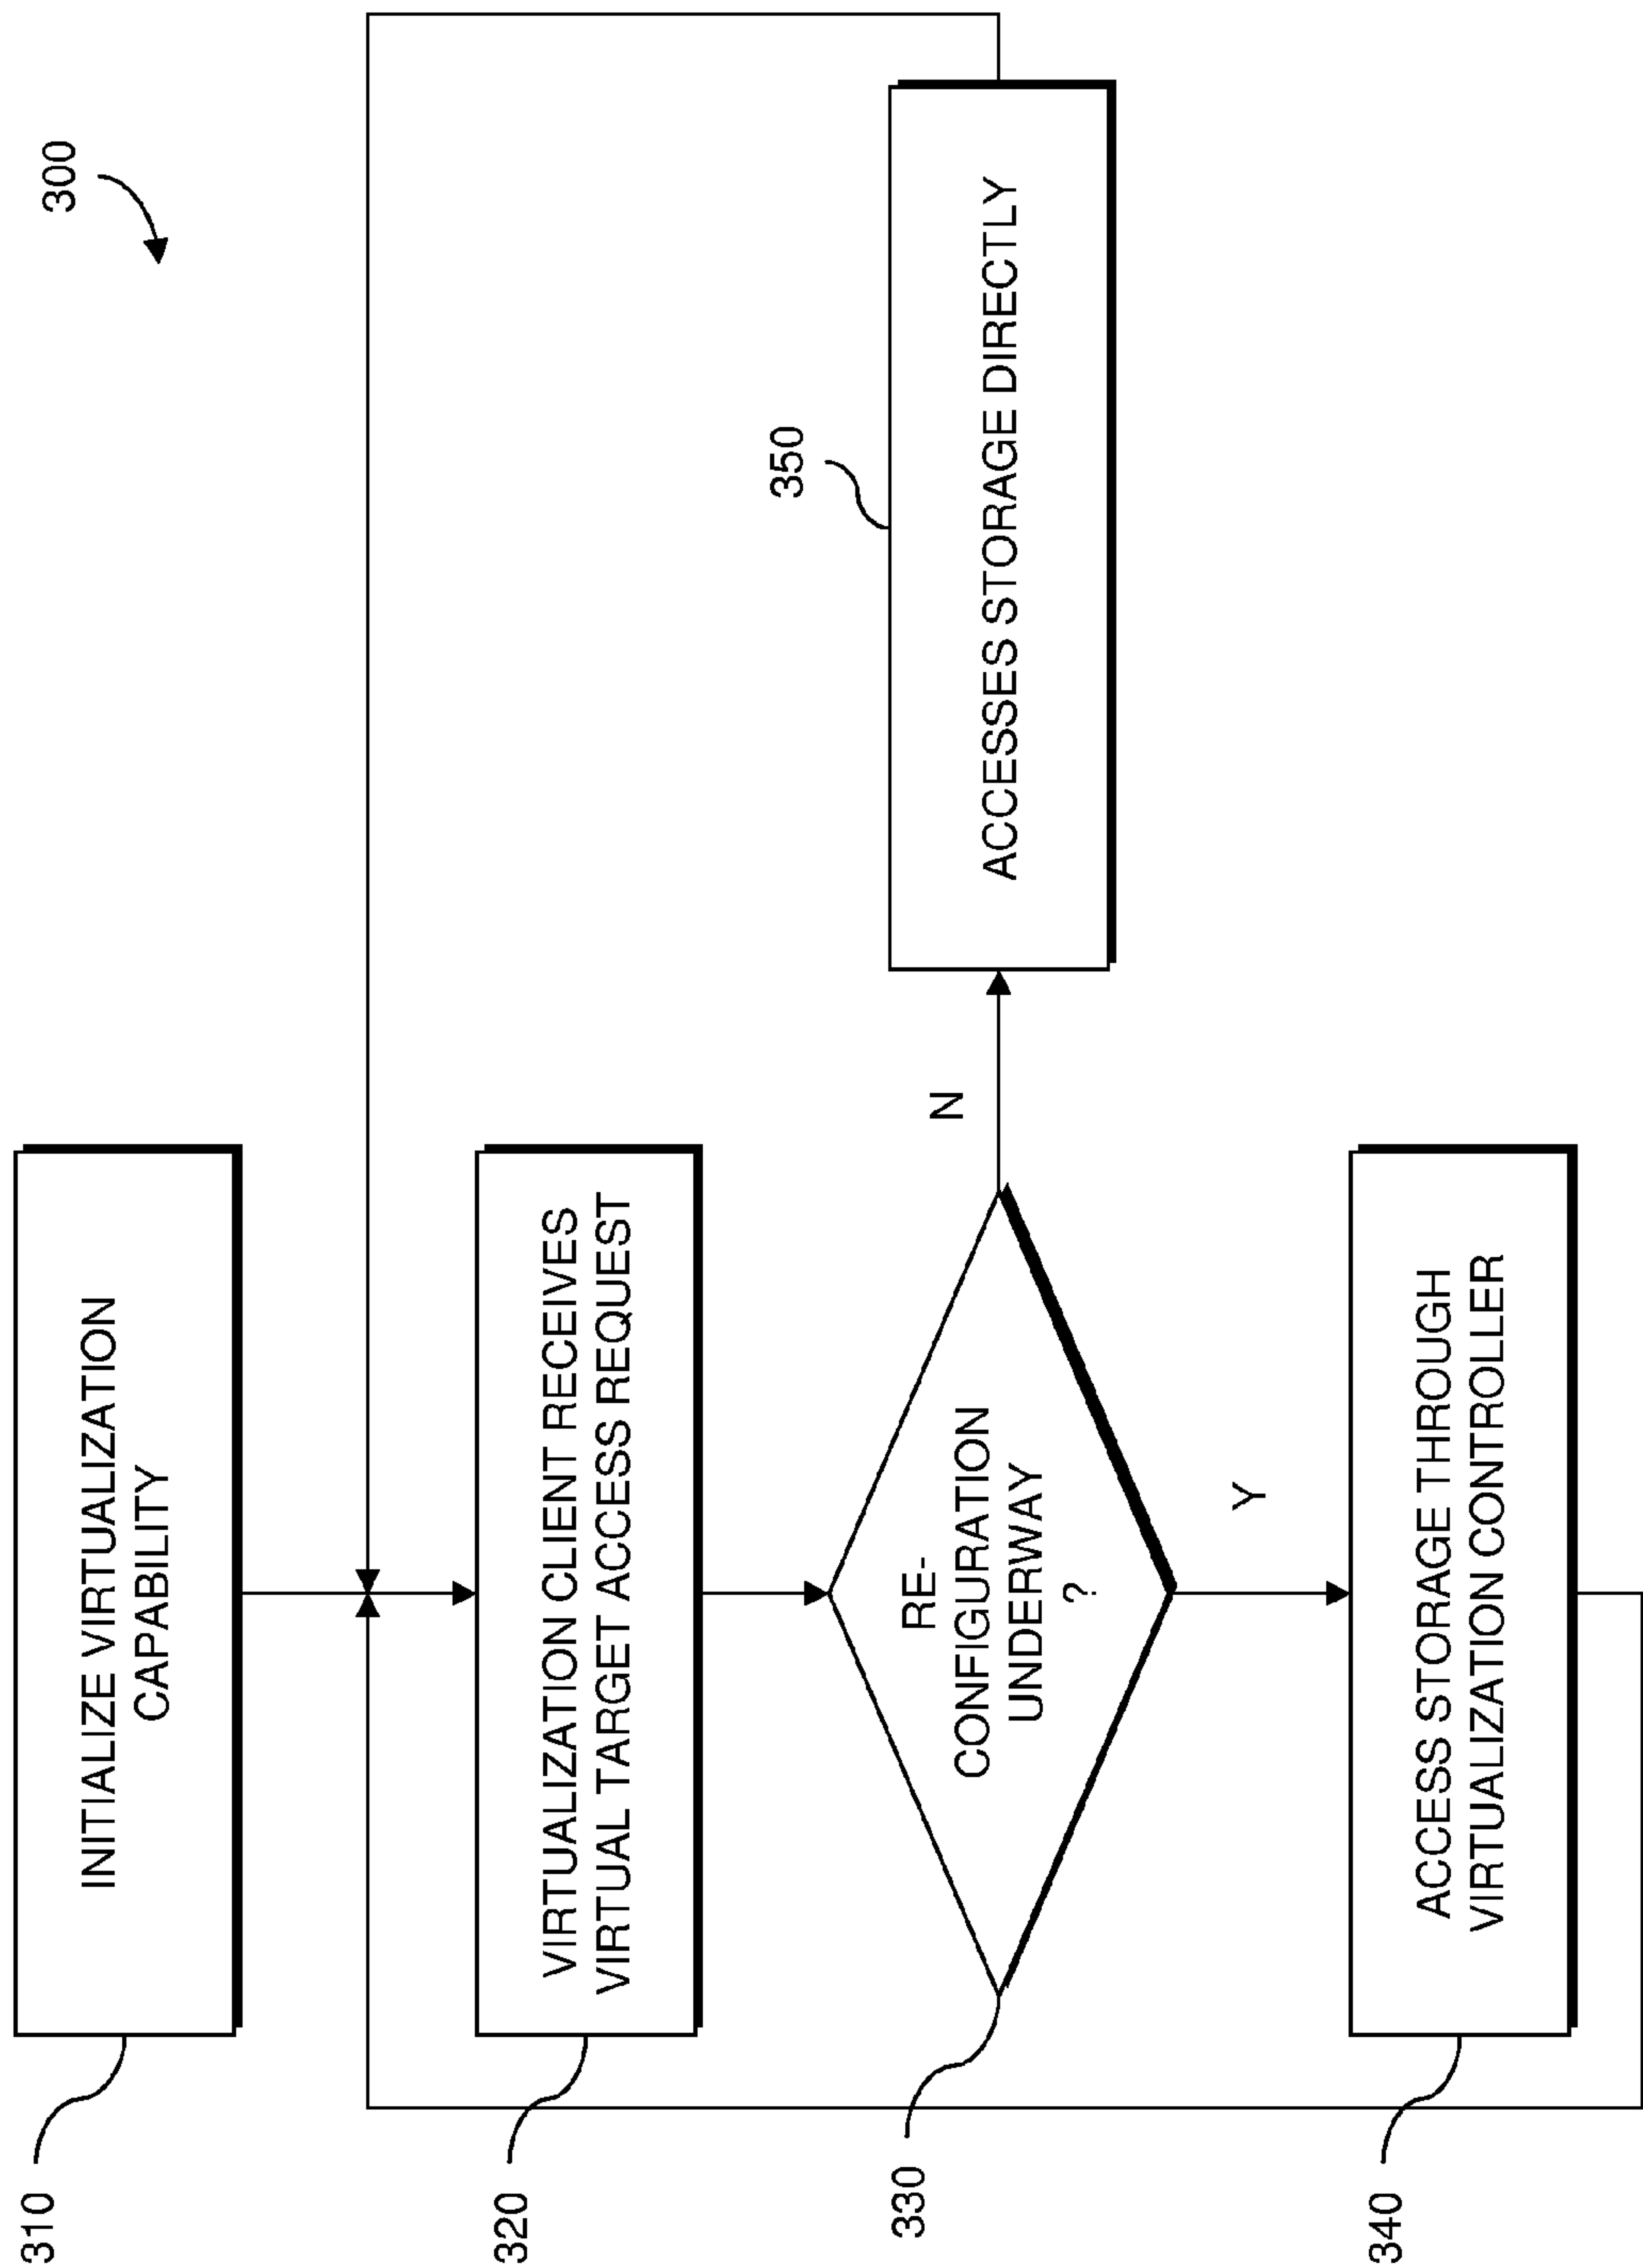 300
310
INITIALIZE VIRTUALIZATION
CAPABILITY
320
VIRTUALIZATION CLIENT RECEIVES
VIRTUAL TARGET ACCESS REQUEST
330
RE-
CONFIGURATION
UNDERWAY
?
N
350
ACCESSES STORAGE DIRECTLY
Y
340
ACCESS STORAGE THROUGH
VIRTUALIZATION CONTROLLER